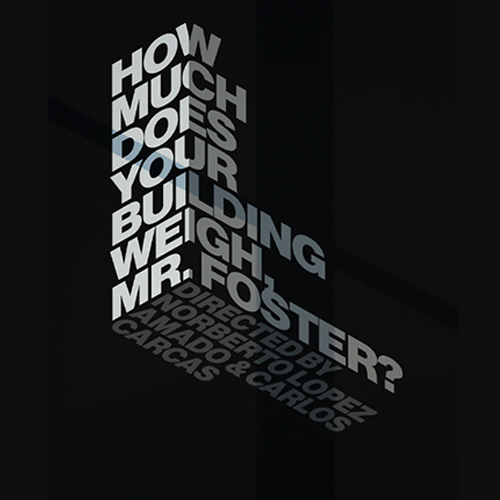 HOW
MUCH
DOES
YOUR
BUILDING
WEIGH,
MR. FOSTER?
DIRECTED BY
NORBERTO LOPEZ
AMADO & CARLOS
CARCAS